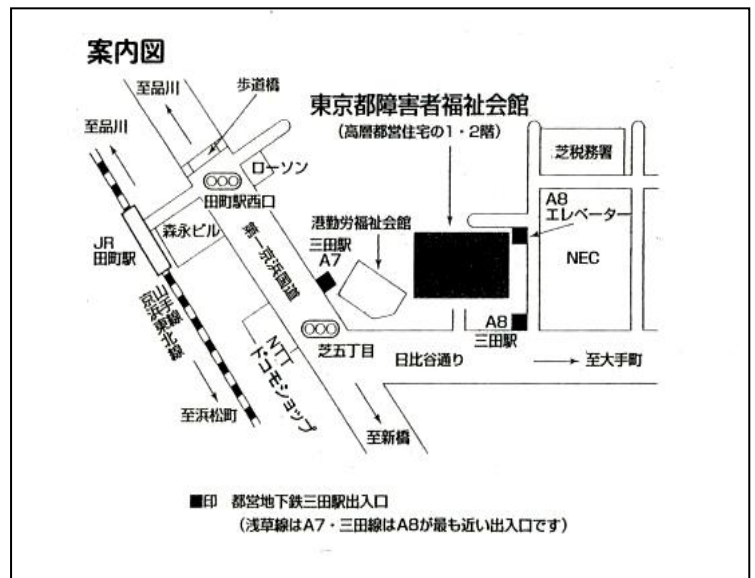 案内図
至品川
歩道橋
至品川
東京都障害者福祉会館
(高層都営住宅の1・2階)
ローソン
芝税務署
田町駅西口
A8
エレベーター
港勤労福祉会館
森永ビル
第一京浜国道
三田駅
A7
JR
田町駅
NEC
山手線
京浜東北線
A8
三田駅
芝五丁目
日比谷通り
至大手町
NTT
ドコモショップ
至浜松町
至新橋
■印 都営地下鉄三田駅出入口
(浅草線はA7・三田線はA8が最も近い出入口です)